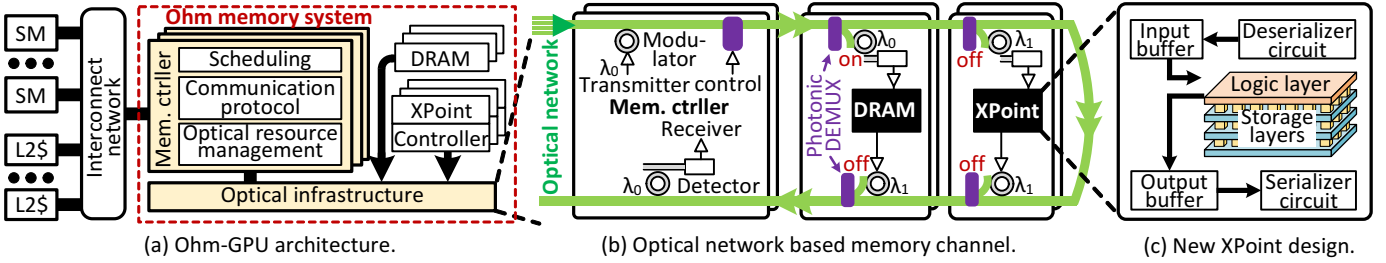 SM
SM
L2$
L2$
Interconnect
network
Ohm memory system
Mem. ctrller
Scheduling
Communication
protocol
Optical resource
management
DRAM
XPoint
Controller
Optical infrastructure
(a) Ohm-GPU architecture.
Optical network
Modu-
lator
λ0
Transmitter control
Mem. ctrller
Receiver
λ0
Detector
Photonic
DEMUX
λ0
on
DRAM
off
λ1
λ1
off
XPoint
off
λ1
(b) Optical network based memory channel.
Input
buffer
Deserializer
circuit
Logic layer
Storage
layers
Output
buffer
Serializer
circuit
(c) New XPoint design.